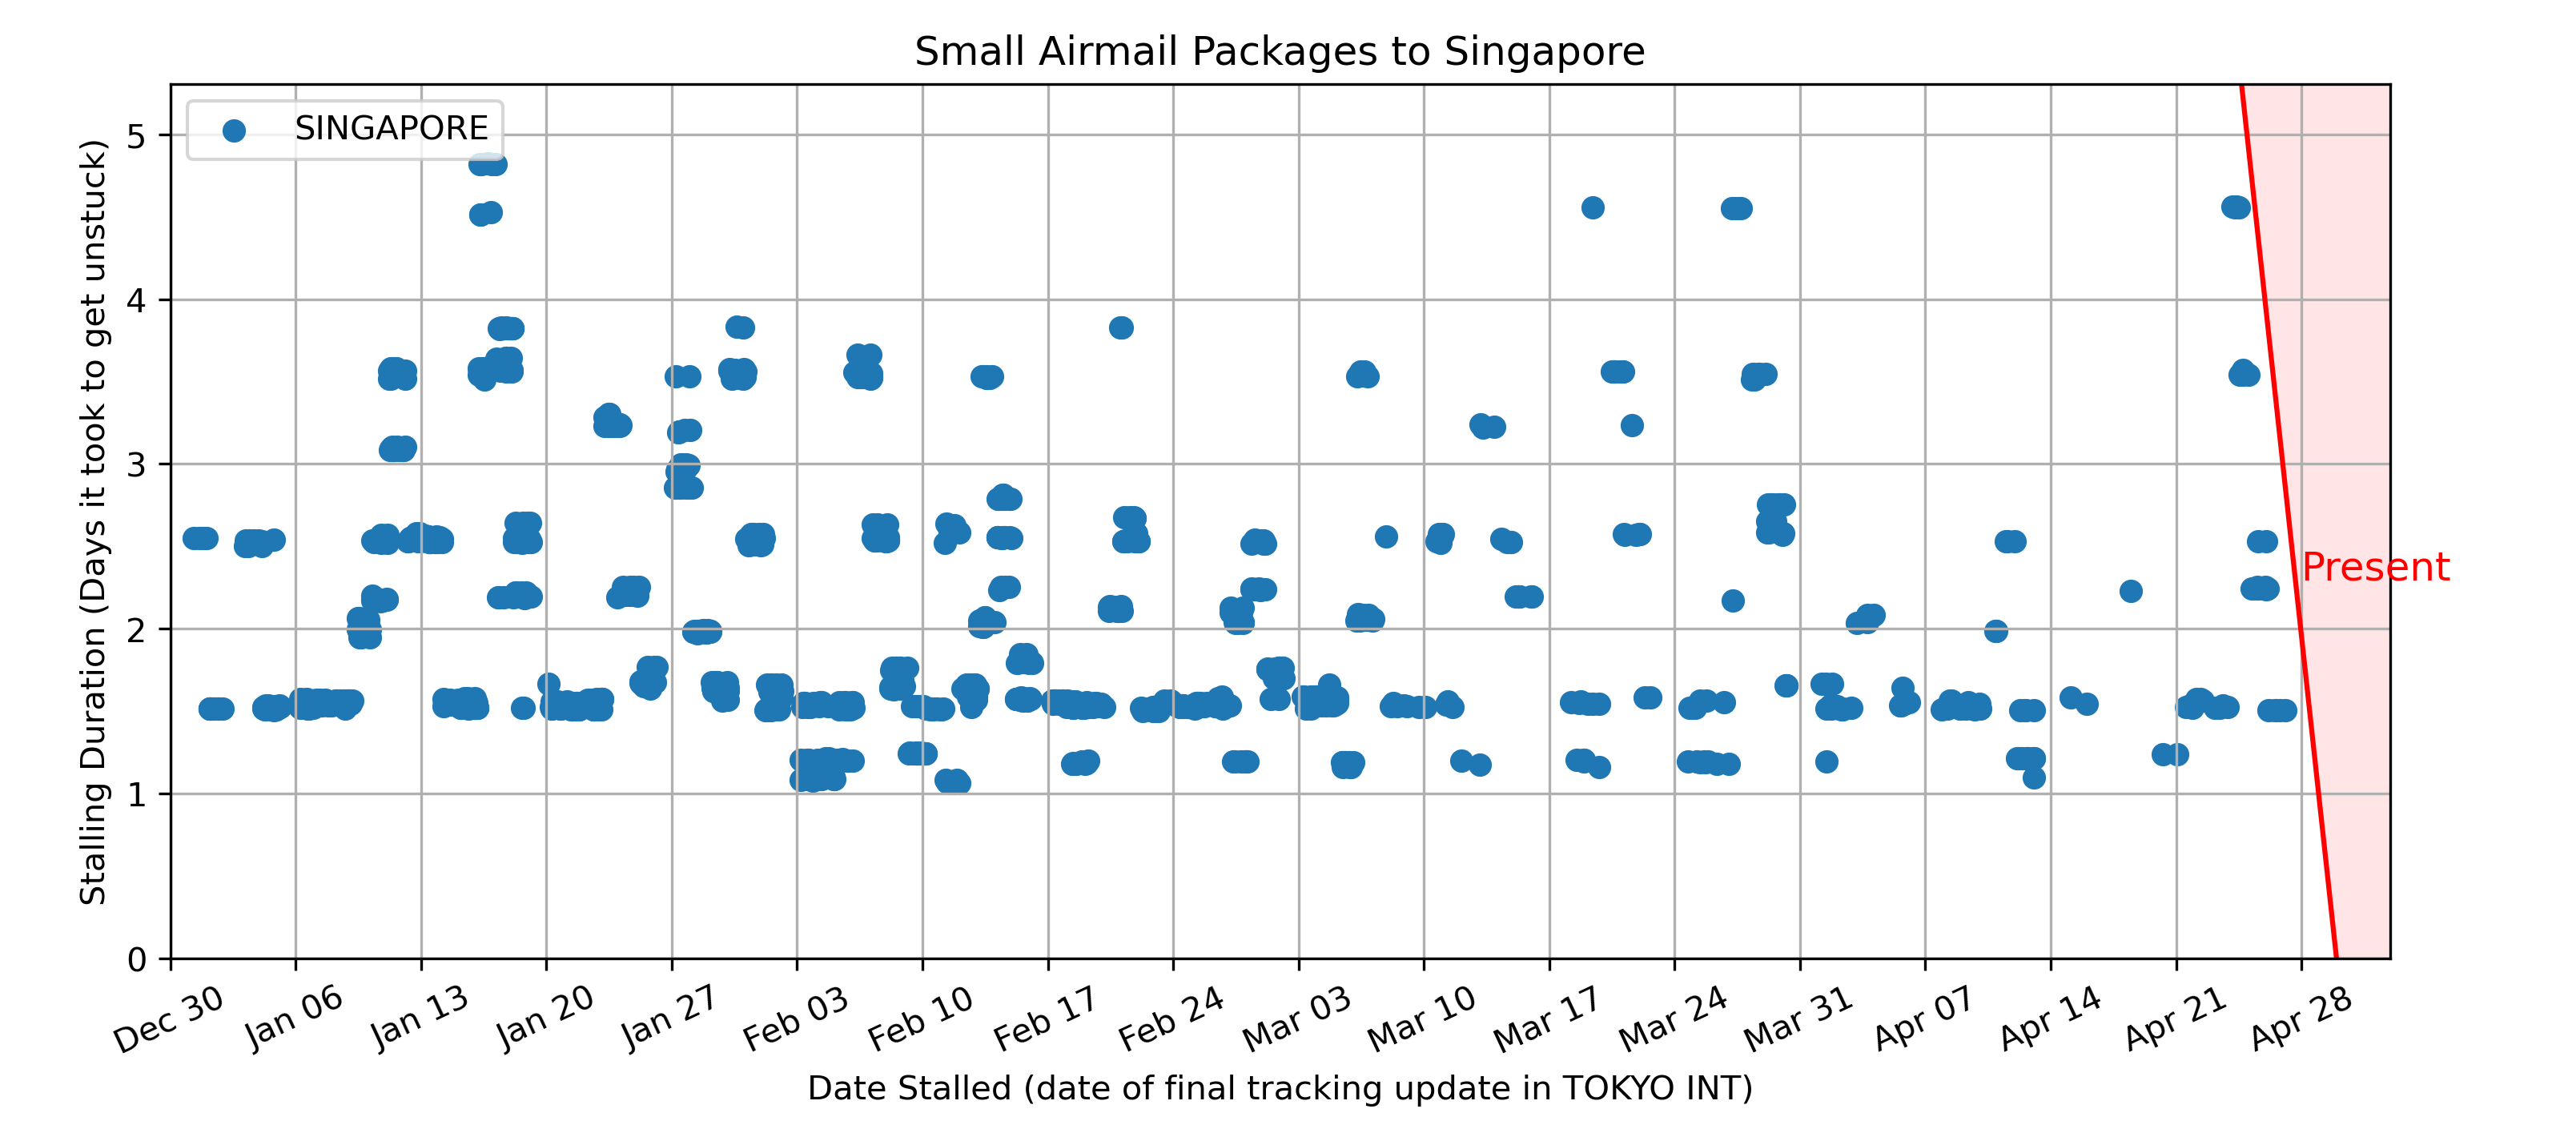 Small Airmail Packages to Singapore
SINGAPORE
Stalling Duration (Days it took to get unstuck)
5
4
3
2
1
0
Present
Dec 30
Jan 06
Jan 13
Jan 20
Jan 27
Feb 03
Feb 10
Feb 17
Feb 24
Mar 03
Mar 10
Mar 17
Mar 24
Mar 31
Apr 07
Apr 14
Apr 21
Apr 28
Date Stalled (date of final tracking update in TOKYO INT)